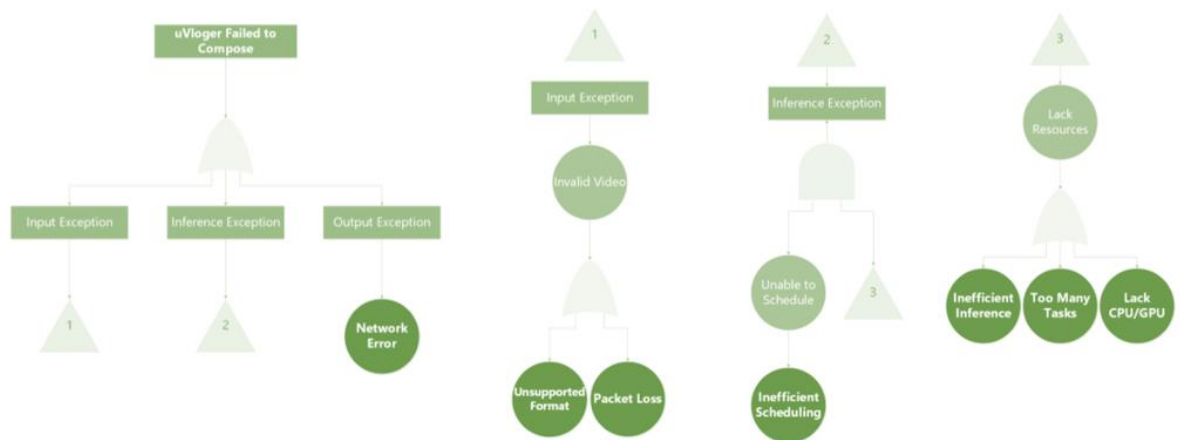 uVloger Failed to
Compose
Input Exception
Inference Exception
Output Exception
1
2
Network
Error
1
Input Exception
Invalid Video
Unsupported
Format
Packet Loss
2
Inference Exception
Unable to
Schedule
3
Inefficient
Scheduling
3
Lack
Resources
Inefficient
Inference
Too Many
Tasks
Lack
CPU/GPU